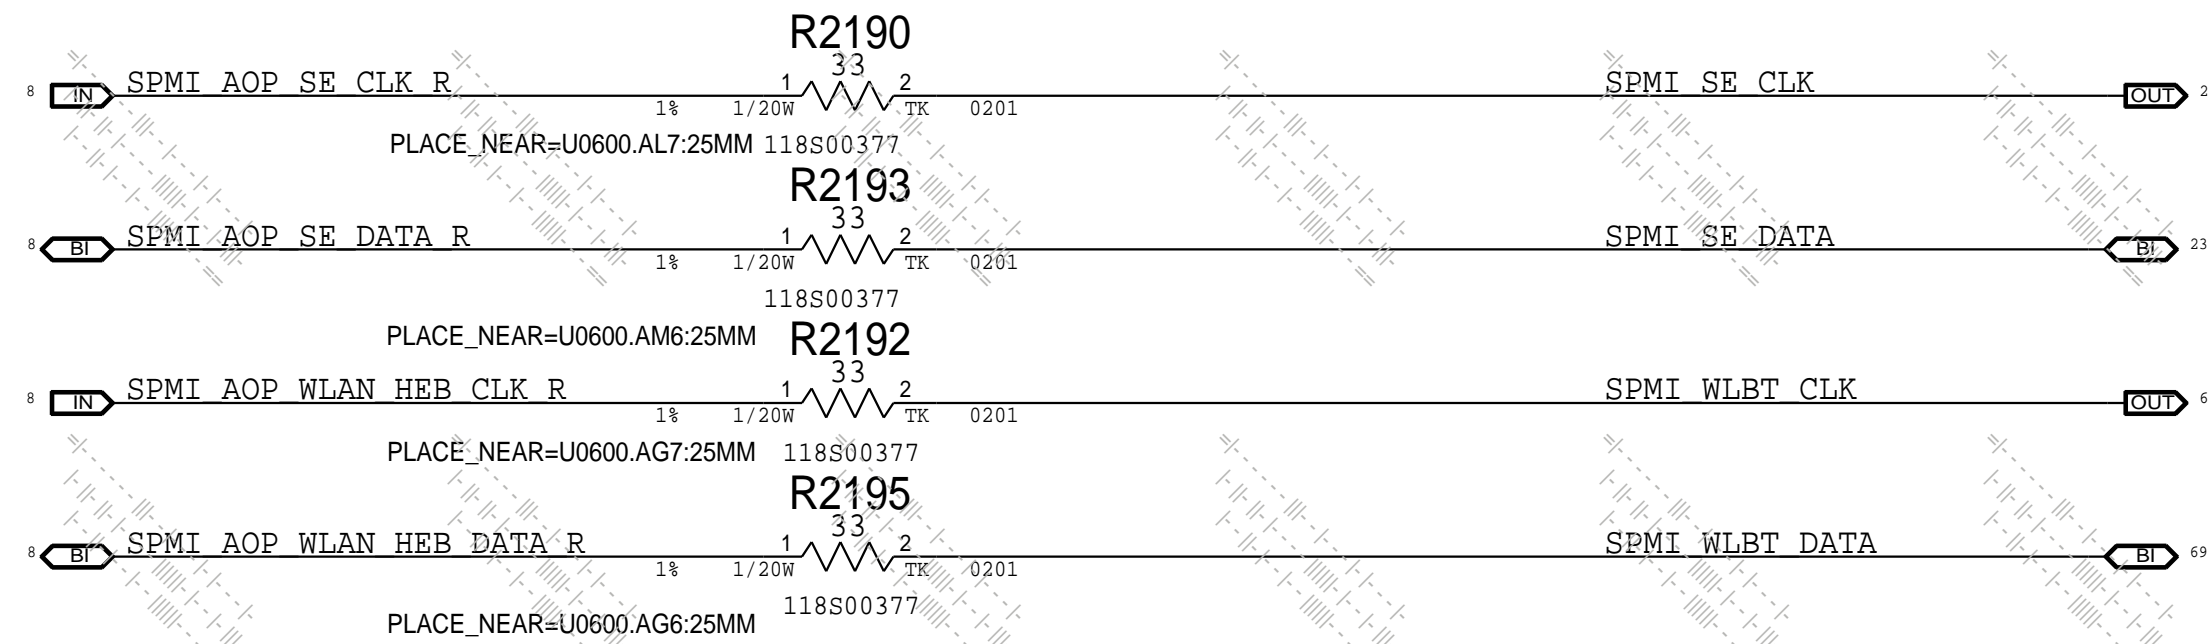 R2190
33
8 IN SPMI_AOP_SE_CLK_R 1 2 SPMI_SE_CLK OUT 2
1% 1/20W TK 0201
PLACE_NEAR=U0600.AL7:25MM 118S00377
R2193
33
8 BI SPMI_AOP_SE_DATA_R 1 2 SPMI_SE_DATA BI 23
1% 1/20W TK 0201
118S00377
PLACE_NEAR=U0600.AM6:25MM R2192
33
8 IN SPMI_AOP_WLAN_HEB_CLK_R 1 2 SPMI_WLBT_CLK OUT 6
1% 1/20W TK 0201
PLACE_NEAR=U0600.AG7:25MM 118S00377
R2195
33
8 BI SPMI_AOP_WLAN_HEB_DATA_R 1 2 SPMI_WLBT_DATA BI 69
1% 1/20W TK 0201
118S00377
PLACE_NEAR=U0600.AG6:25MM